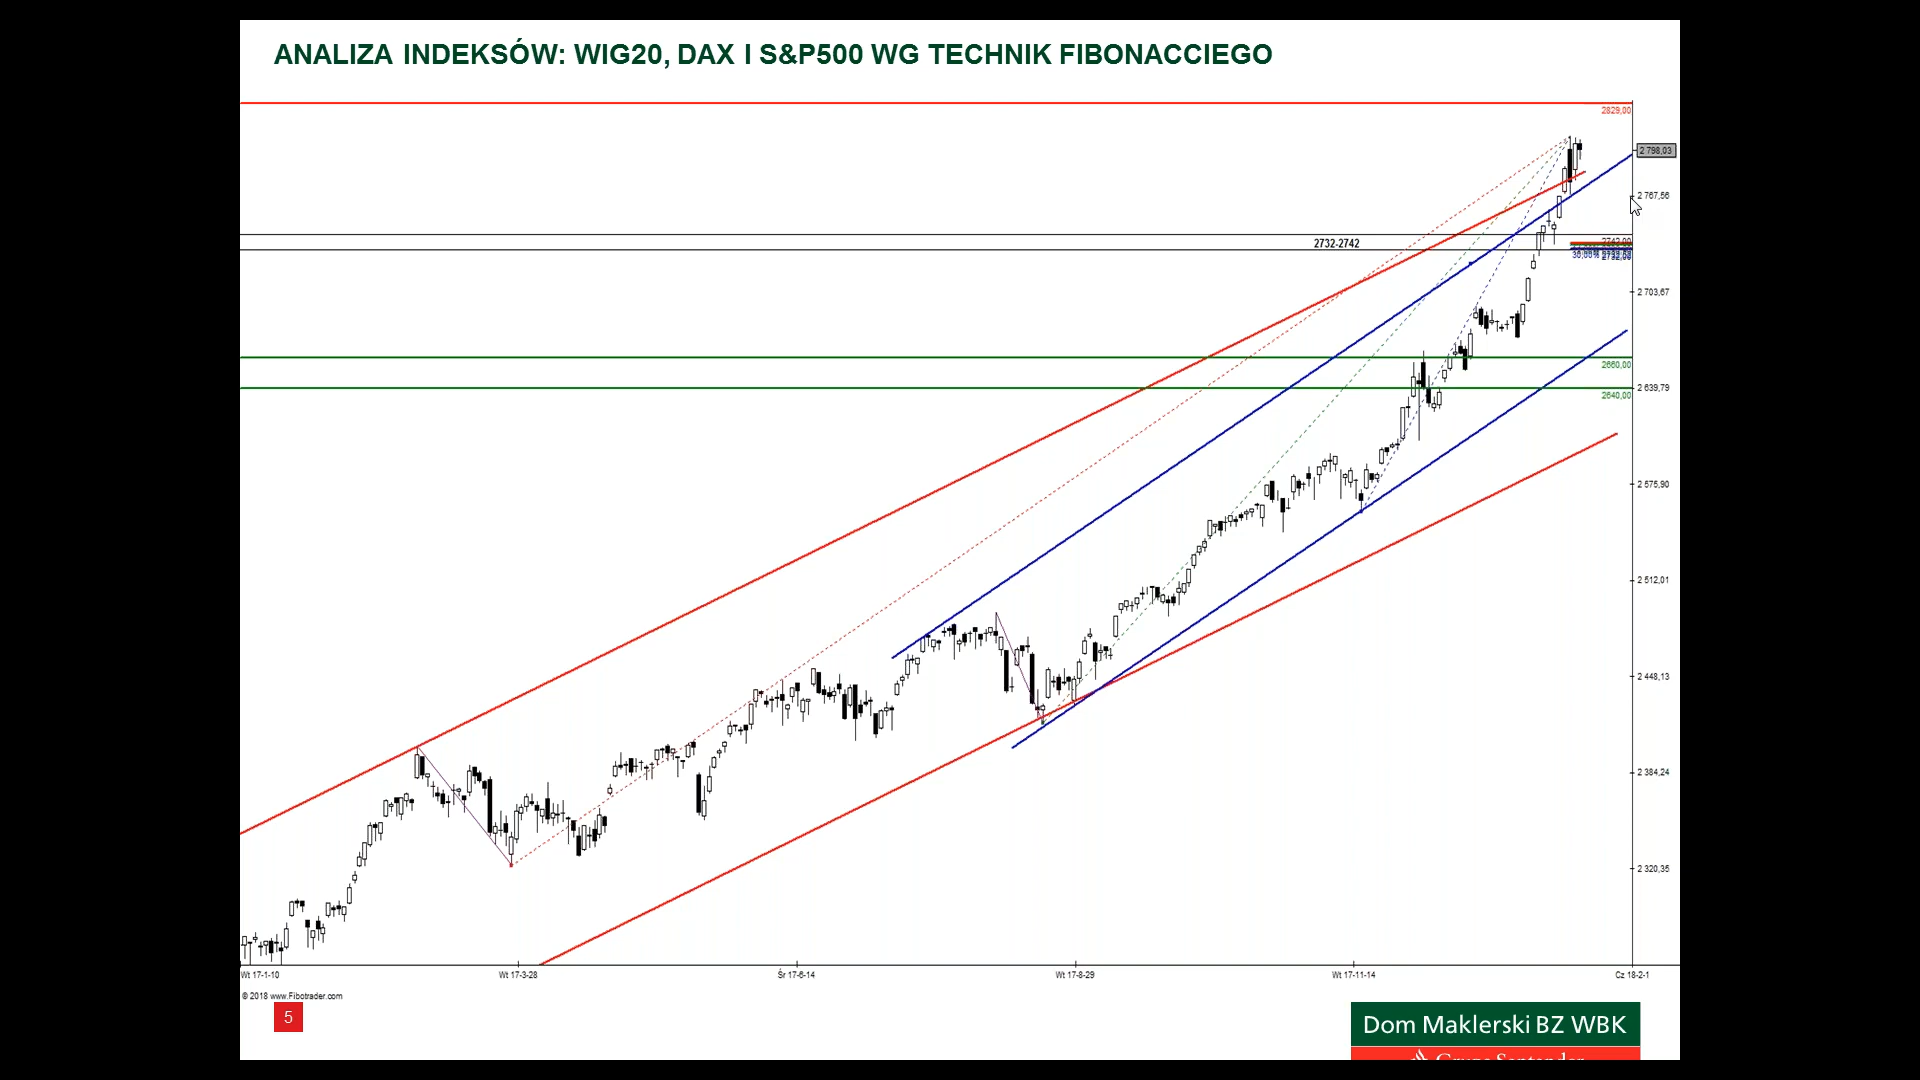 ANALIZA INDEKSÓW: WIG20, DAX I S&P500 WG TECHNIK FIBONACCIEGO
2829,00
2 798,03
2 767,56
2732-2742
2 703,67
2660,00
2 639,79
2640,00
2 575,90
2 512,01
2 448,13
2 384,24
2 320,35
Wt 17-1-10
Wt 17-3-28
Śr 17-6-14
Wt 17-8-29
Wt 17-11-14
Cz 18-2-1
© 2018 www.Fibotrader.com
5
Dom Maklerski BZ WBK